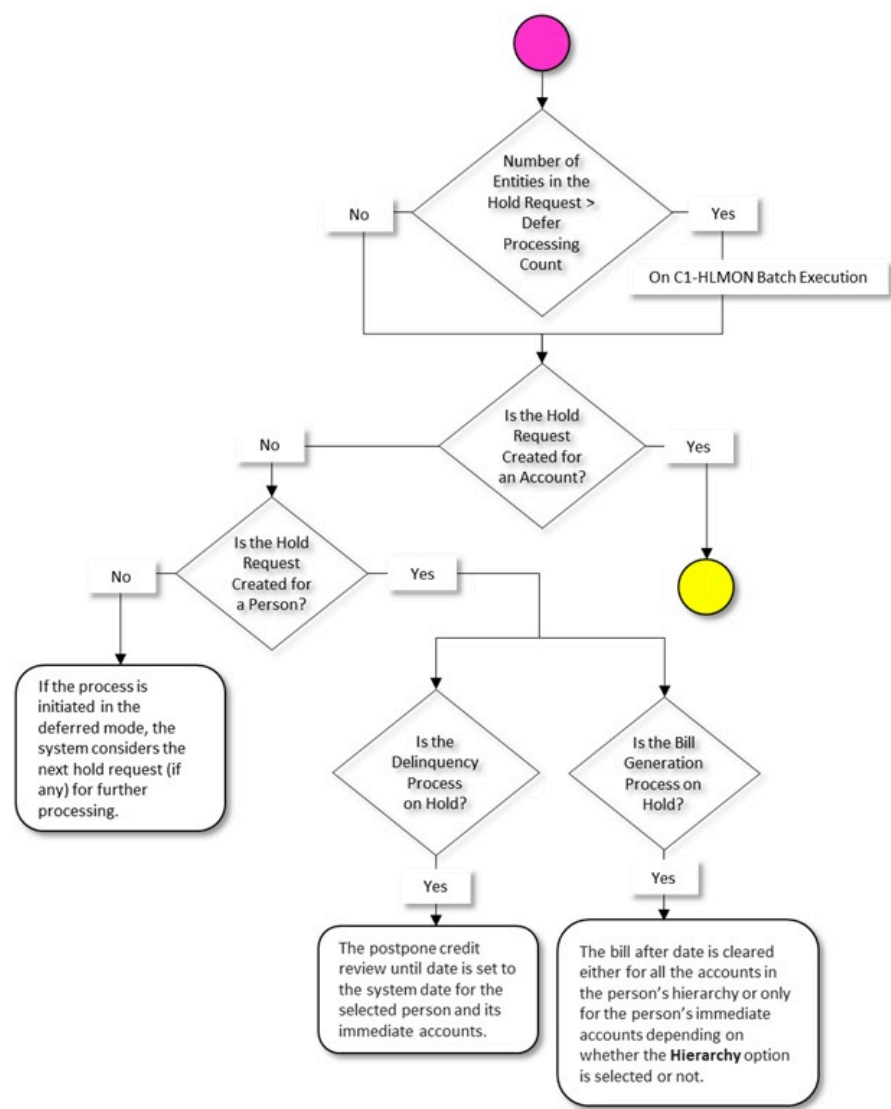 Number of
Entities in the
Hold Request >
Defer
Processing
Count
No
Yes
On C1-HLMON Batch Execution
Is the Hold
Request
Created for
an Account?
No
Yes
Is the Hold
Request
Created for
a Person?
No
Yes
If the process is
initiated in the
deferred mode, the
system considers the
next hold request (if
any) for further
processing.
Is the
Delinquency
Process
on Hold?
Is the Bill
Generation
Process on
Hold?
Yes
Yes
The postpone credit
review until date is set to
the system date for the
selected person and its
immediate accounts.
The bill after date is cleared
either for all the accounts in
the person's hierarchy or only
for the person's immediate
accounts depending on
whether the Hierarchy option
is selected or not.